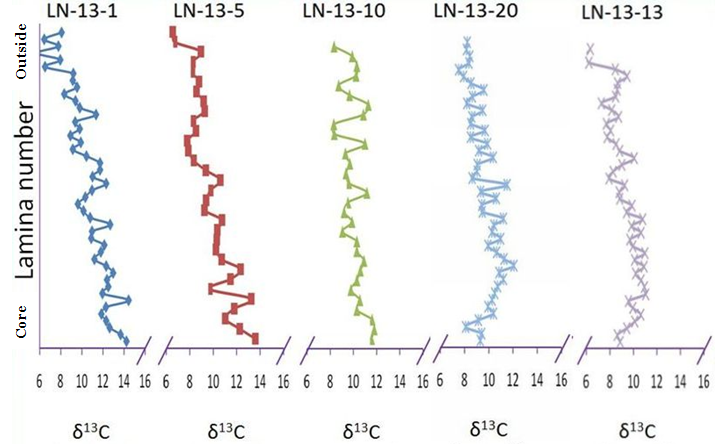 LN-13-1 LN-13-5 LN-13-10 LN-13-20 LN-13-13
Outside
Lamina number
Core
6 8 10 12 14 16 6 8 10 12 14 16 6 8 10 12 14 16 6 8 10 12 16 6 8 10 12 14 16
δ¹³C δ¹³C δ¹³C δ¹³C δ¹³C